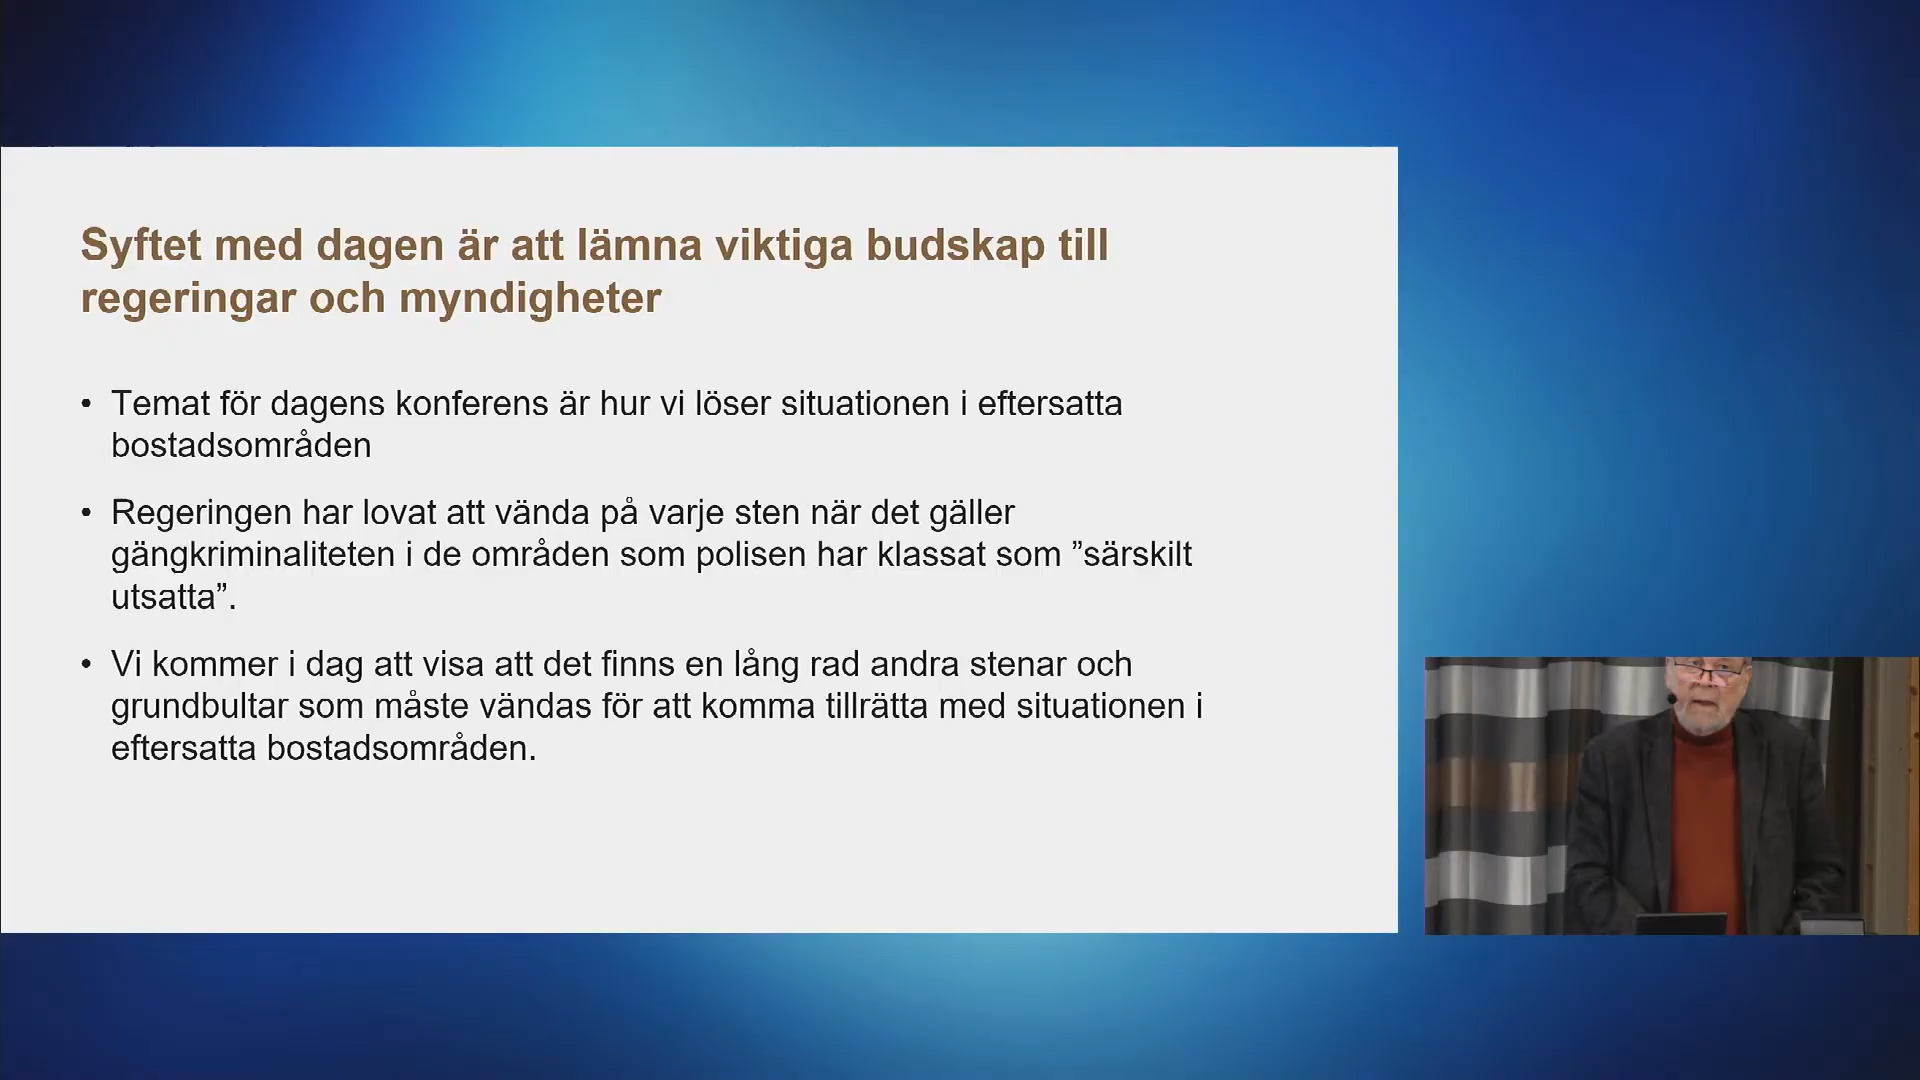 Syftet med dagen är att lämna viktiga budskap till
regeringar och myndigheter
• Temat för dagens konferens är hur vi löser situationen i eftersatta
bostadsområden
• Regeringen har lovat att vända på varje sten när det gäller
gängkriminaliteten i de områden som polisen har klassat som ”särskilt
utsatta”.
• Vi kommer i dag att visa att det finns en lång rad andra stenar och
grundbultar som måste vändas för att komma tillrätta med situationen i
eftersatta bostadsområden.